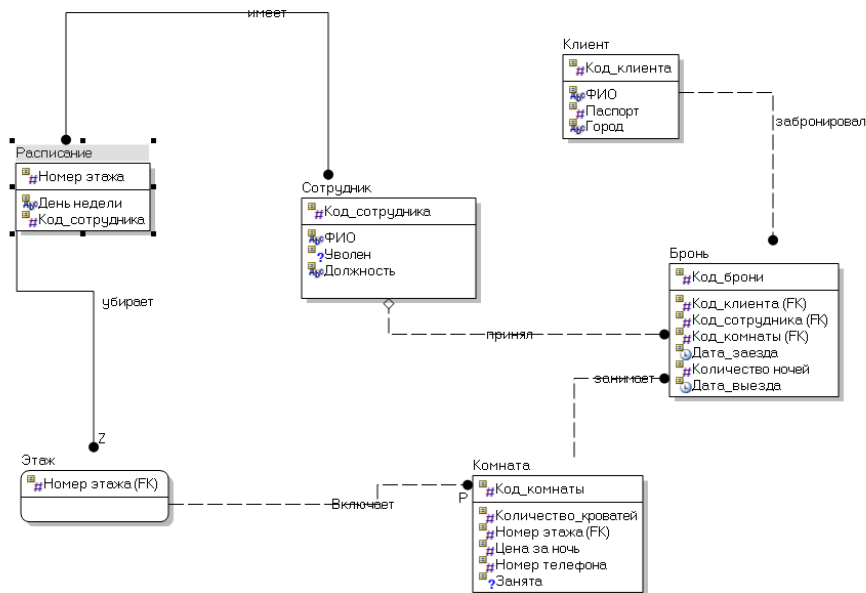 имеет
Клиент
Код_клиента
ФИО
Паспорт
Город
забронировал
Расписание
Номер этажа
День недели
Код_сотрудника
Сотрудник
Код_сотрудника
ФИО
Уволен
Должность
Бронь
Код_брони
Код_клиента (FK)
Код_сотрудника (FK)
Код_комнаты (FK)
Дата_заезда
Количество ночей
Дата_выезда
убирает
принял
занимает
Z
Этаж
Номер этажа (FK)
Включает
P
Комната
Код_комнаты
Количество_кроватей
Номер этажа (FK)
Цена за ночь
Номер телефона
Занята